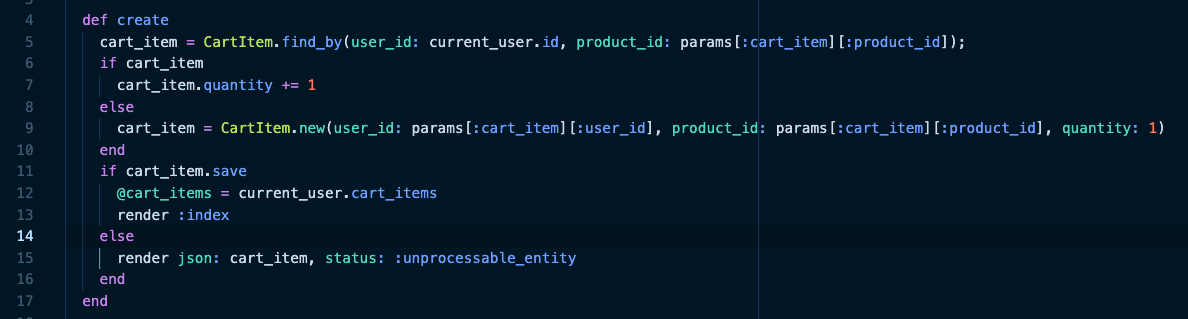 4 def create
5 cart_item = CartItem.find_by(user_id: current_user.id, product_id: params[:cart_item][:product_id]);
6 if cart_item
7 cart_item.quantity += 1
8 else
9 cart_item = CartItem.new(user_id: params[:cart_item][:user_id], product_id: params[:cart_item][:product_id], quantity: 1)
10 end
11 if cart_item.save
12 @cart_items = current_user.cart_items
13 render :index
14 else
15 render json: cart_item, status: :unprocessable_entity
16 end
17 end